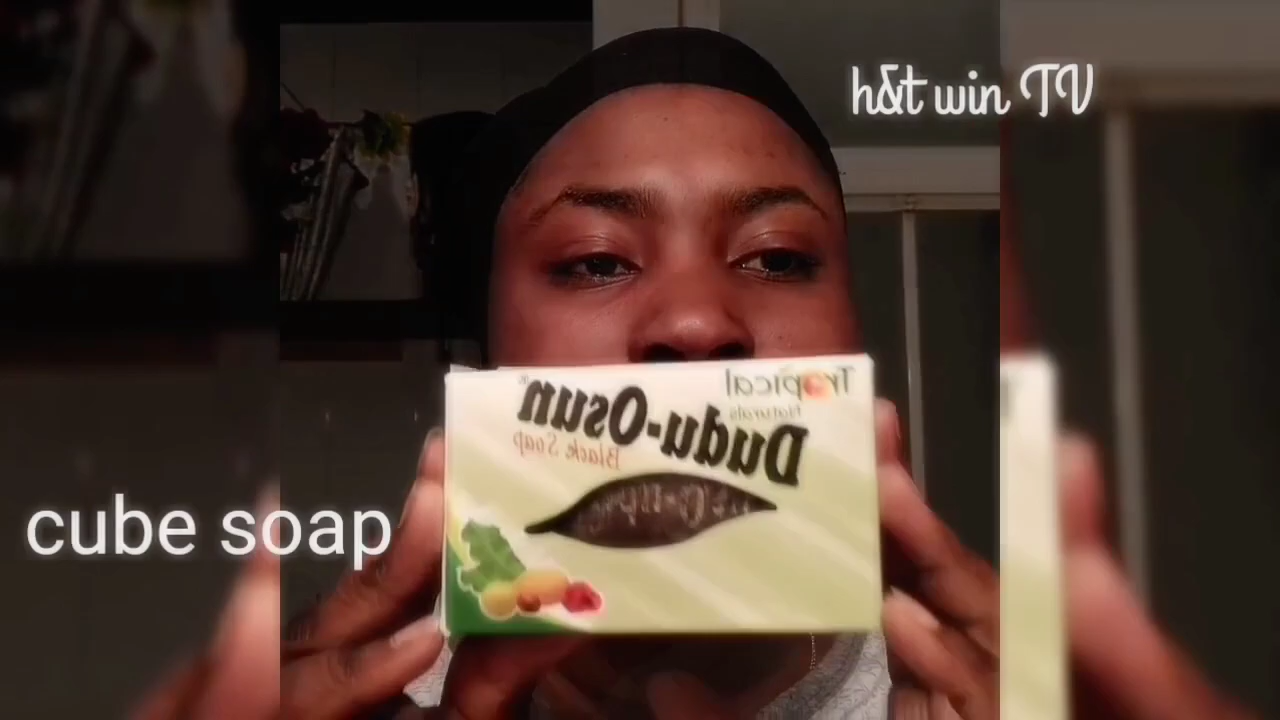 h&t win TV
Tropical
Naturals
Dudu-Osun®
Black Soap
cube soap